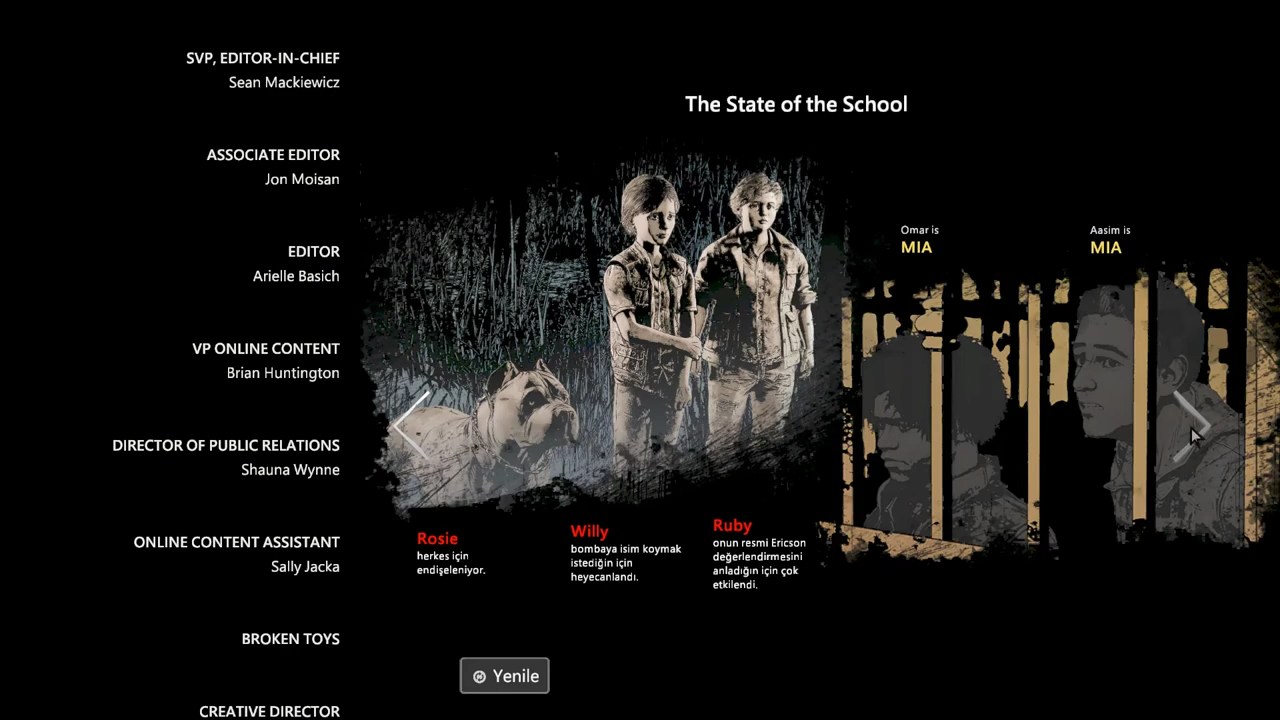 SVP, EDITOR-IN-CHIEF
Sean Mackiewicz
ASSOCIATE EDITOR
Jon Moisan
EDITOR
Arielle Basich
VP ONLINE CONTENT
Brian Huntington
DIRECTOR OF PUBLIC RELATIONS
Shauna Wynne
ONLINE CONTENT ASSISTANT
Sally Jacka
BROKEN TOYS
CREATIVE DIRECTOR
The State of the School
Omar is
MIA
Aasim is
MIA
Rosie
herkes için
endişeleniyor.
Willy
bombaya isim koymak
istediğin için
heyecanlandı.
Ruby
onun resmi Ericson
değerlendirmesini
anladığın için çok
etkilendi.
Yenile